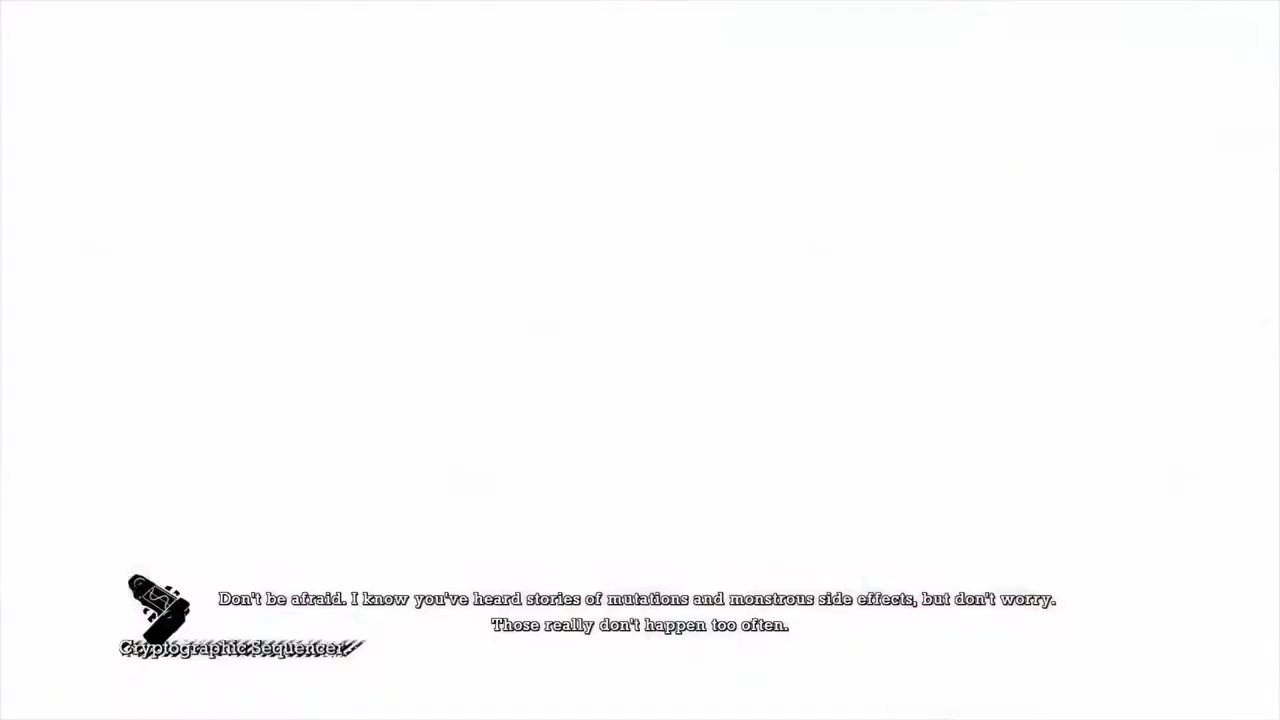 Don't be afraid. I know you've heard stories of mutations and monstrous side effects, but don't worry.
Those really don't happen too often.
Cryptographic Sequencer